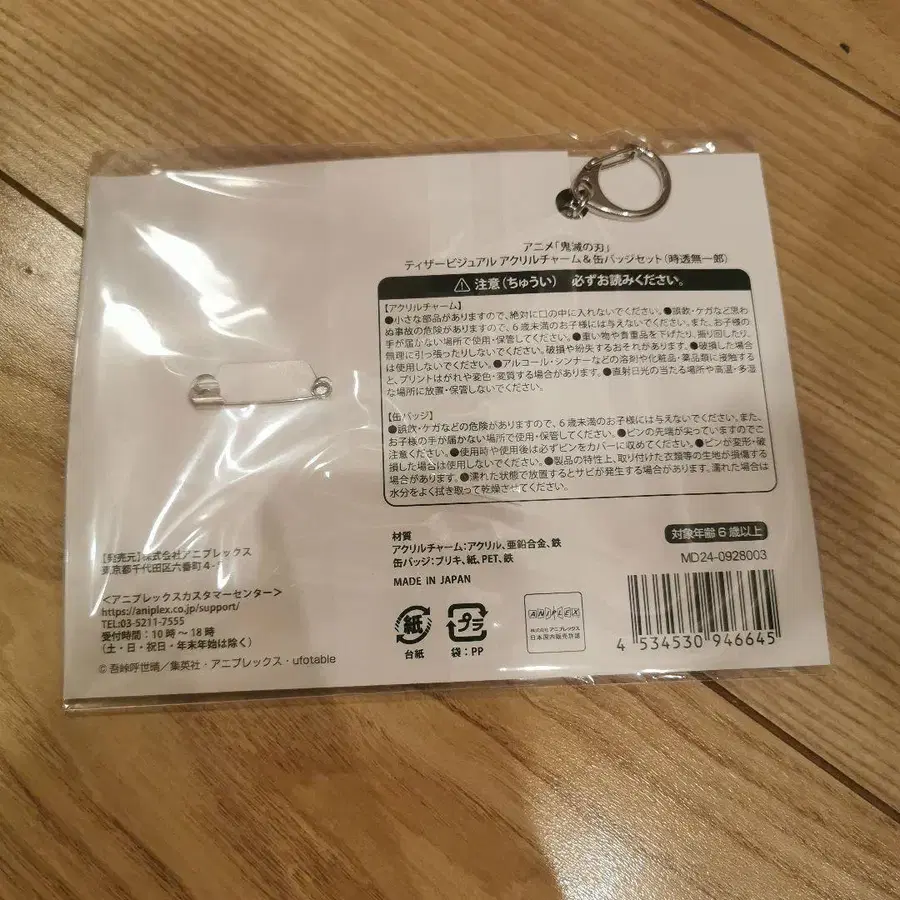 アニメ「鬼滅の刃」
ティザービジュアル アクリルチャーム&缶バッジセット(時透無一郎)
注意(ちゅうい) 必ずお読みください。
【アクリルチャーム】
●小さな部品がありますので、絶対に口の中に入れないでください。●誤飲・ケガなど思わ
ぬ事故の危険がありますので、6歳未満のお子様には与えないでください。また、お子様の
手が届かない場所で使用・保管してください。●重い物や貴重品を下げたり、振り回したり、
無理に引っ張ったりしないでください。破損や紛失するおそれがあります。●破損した場合
は使用しないでください。●アルコール・シンナーなどの溶剤や化粧品・薬品類に接触する
と、プリントはがれや変色・変質する場合があります。●直射日光の当たる場所や高温・多湿
な場所に放置・保管しないでください。
【缶バッジ】
●誤飲・ケガなどの危険がありますので、6歳未満のお子様には与えないでください。また、
お子様の手が届かない場所で使用・保管してください。●ピンの先端が尖っていますのでご
注意ください。●使用時や使用後は必ずピンをカバーに収めてください。●ピンが変形・破
損した場合は使用しないでください。●製品の特性上、取り付けた衣類等の生地が損傷する
場合があります。●濡れた状態で放置するとサビが発生する場合があります。濡れた場合は
水分をよく拭き取って乾燥させてください。
材質
アクリルチャーム:アクリル、亜鉛合金、鉄
缶バッジ:ブリキ、紙、PET、鉄
MADE IN JAPAN
対象年齢6歳以上
MD24-0928003
紙
台紙
プラ
袋:PP
ANIPLEX
株式会社アニプレックス
日本国内販売許諾
4 534530 946645
【発売元】株式会社アニプレックス
東京都千代田区六番町4-
<アニプレックスカスタマーセンター>
https://aniplex.co.jp/support/
TEL:03-5211-7555
受付時間:10時〜18時
(土・日・祝日・年末年始は除く)
©吾峠呼世晴/集英社・アニプレックス・ufotable